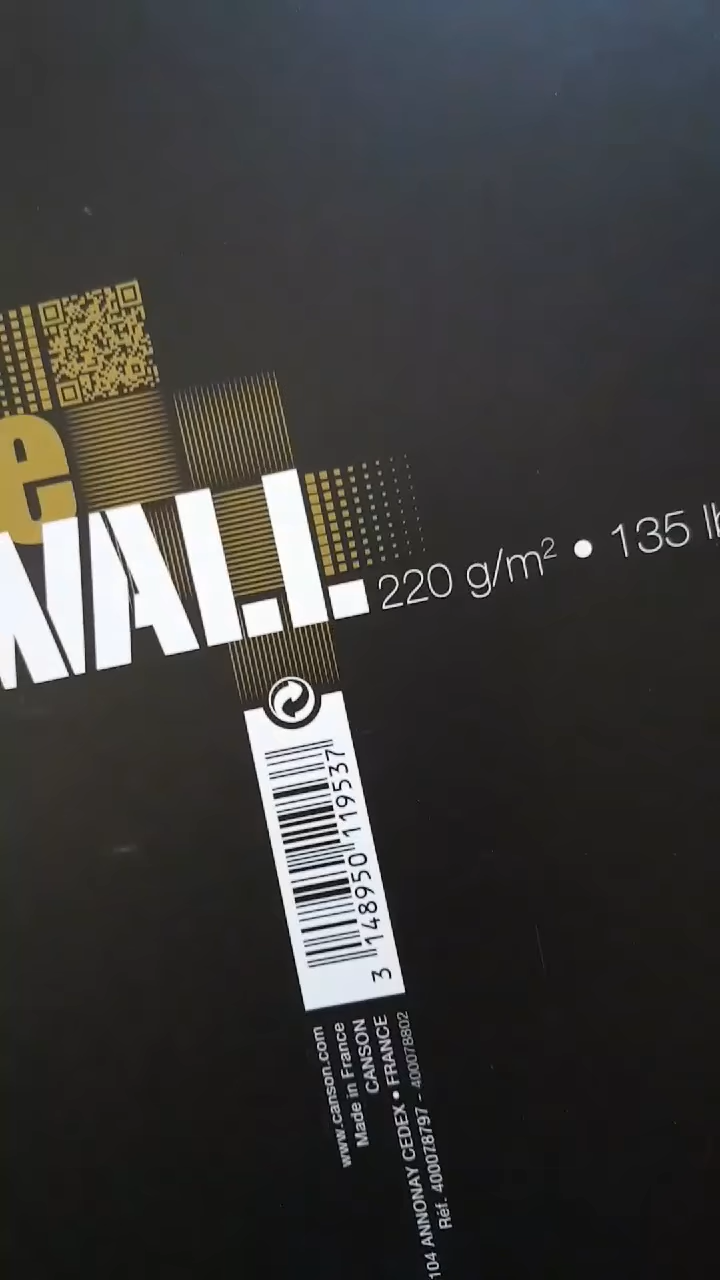 e
WALL
220 g/m² • 135 lb
3 148950 119537
www.canson.com
Made in France
CANSON
104 ANNONAY CEDEX • FRANCE
Réf. 400078797 - 400078802